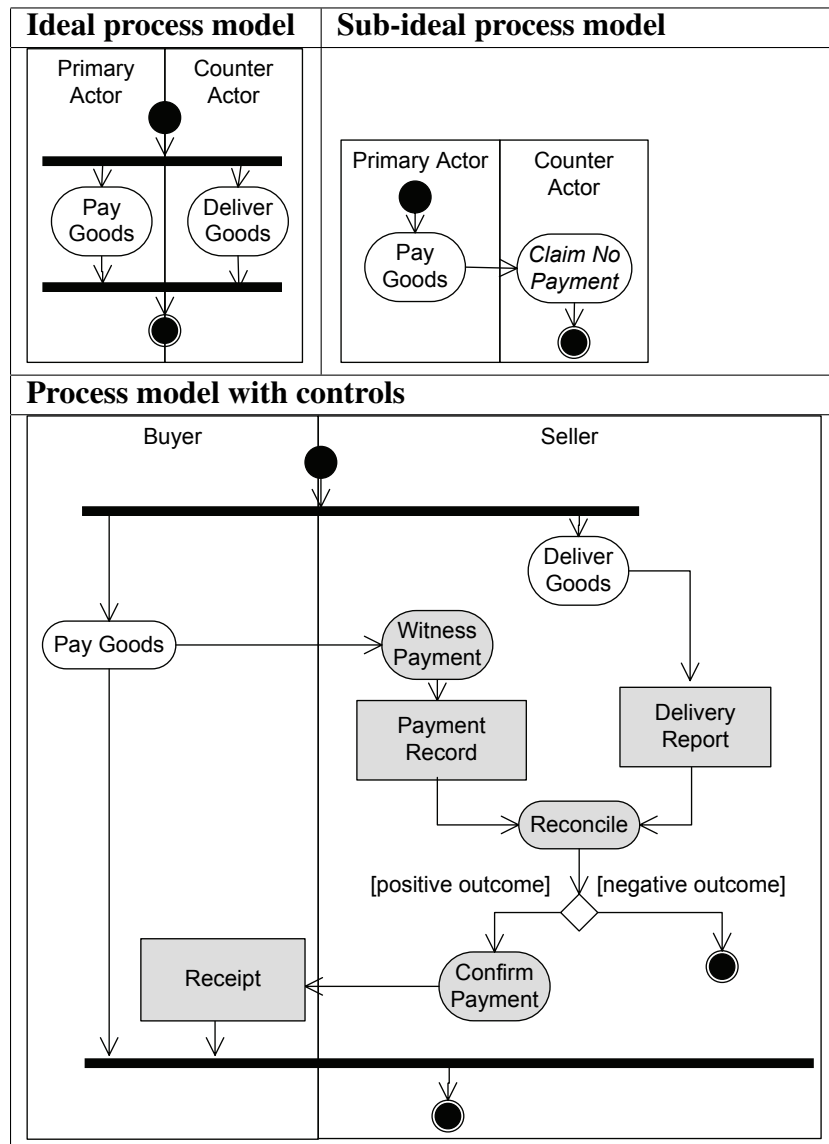 Ideal process model
Sub-ideal process model
Primary
Actor
Counter
Actor
Pay
Goods
Deliver
Goods
Primary Actor
Counter
Actor
Pay
Goods
Claim No
Payment
Process model with controls
Buyer
Seller
Deliver
Goods
Pay Goods
Witness
Payment
Payment
Record
Delivery
Report
Reconcile
[positive outcome]
[negative outcome]
Receipt
Confirm
Payment